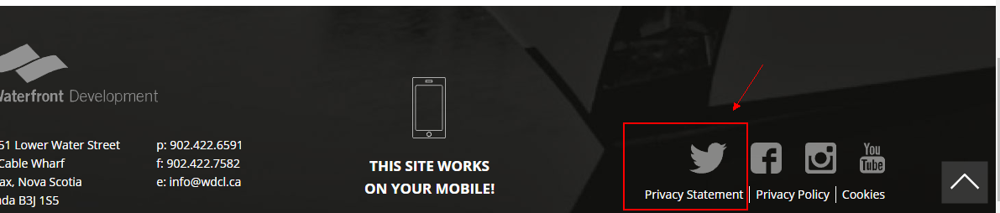 Waterfront Development
51 Lower Water Street
Cable Wharf
ax, Nova Scotia
da B3J 1S5
p: 902.422.6591
f: 902.422.7582
e: info@wdcl.ca
THIS SITE WORKS
ON YOUR MOBILE!
You
Tube
Privacy Statement | Privacy Policy | Cookies